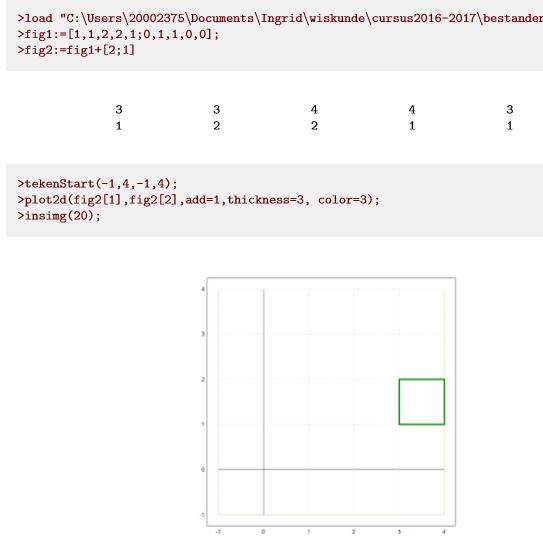 >load "C:\Users\20002375\Documents\Ingrid\wiskunde\cursus2016-2017\bestanden
>fig1:=[1,1,2,2,1;0,1,1,0,0];
>fig2:=fig1+[2;1]
3 3 4 4 3
1 2 2 1 1
>tekenStart(-1,4,-1,4);
>plot2d(fig2[1],fig2[2],add=1,thickness=3, color=3);
>insimg(20);
4
3
2
1
0
-1
-1 0 1 2 3 4